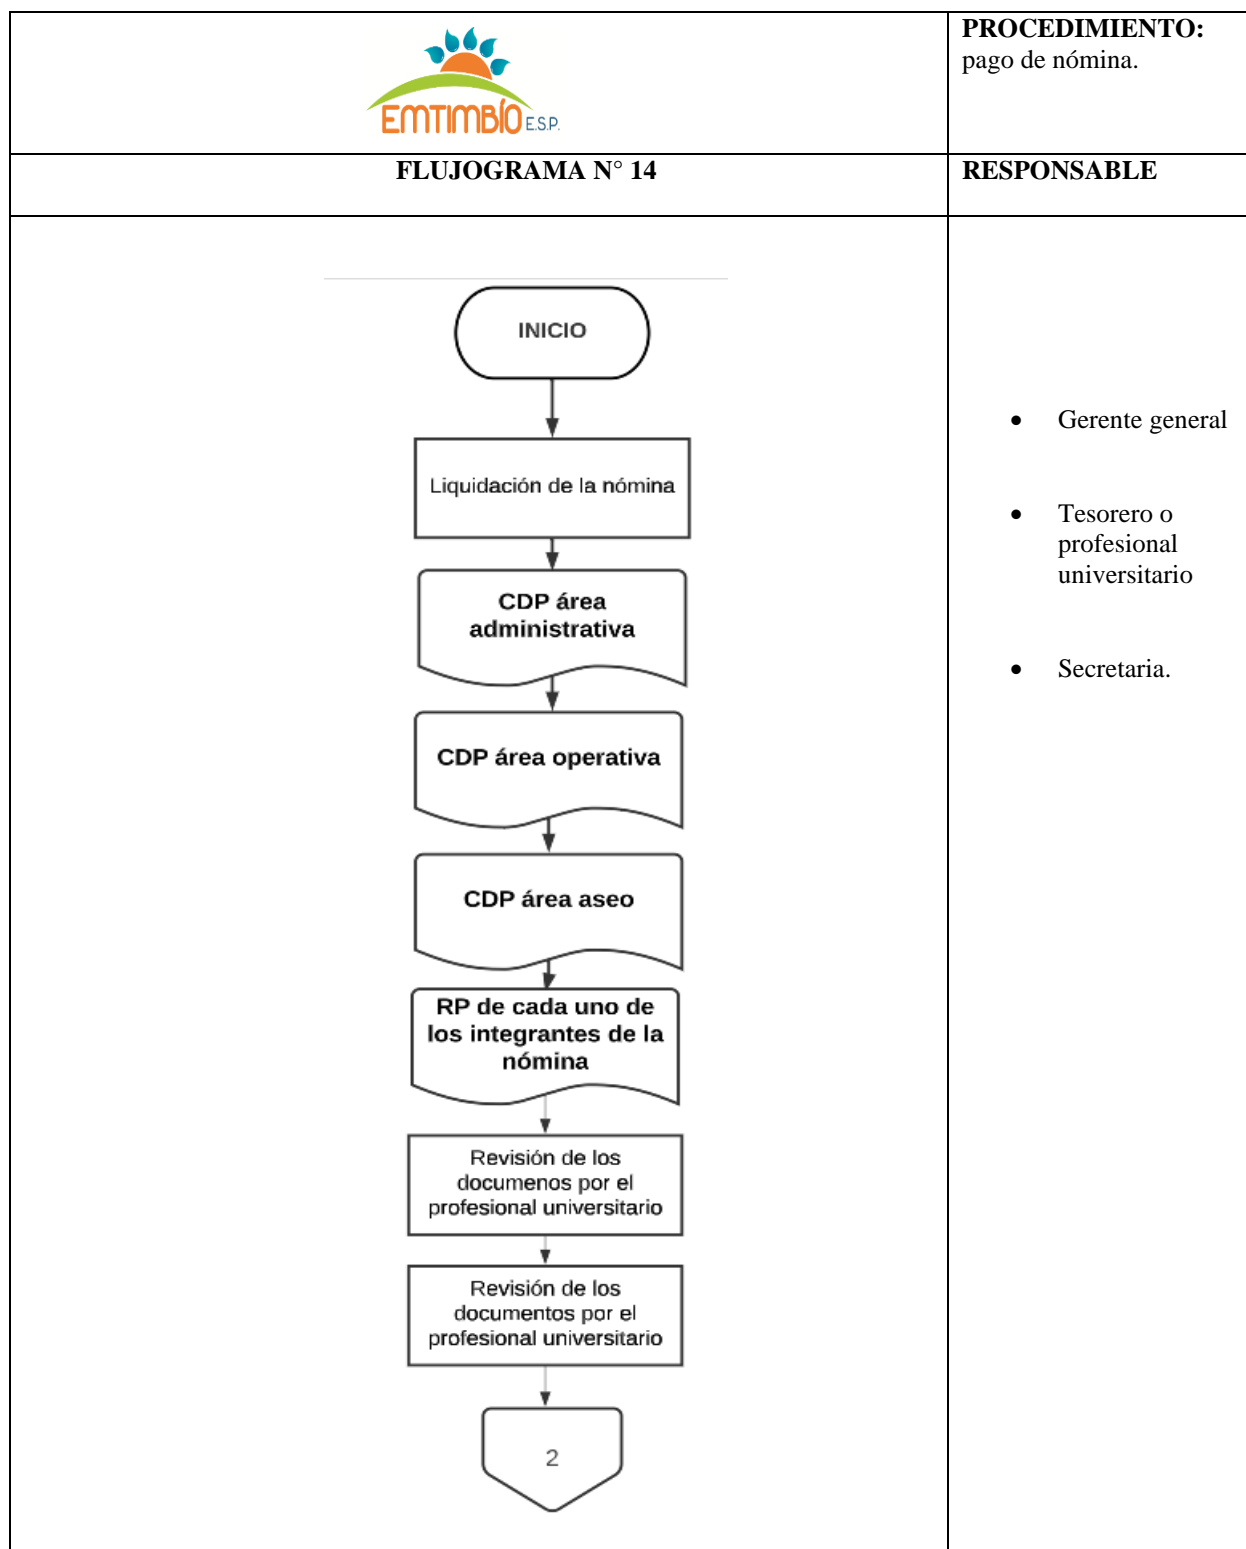 EMTIMBÍO E.S.P.
PROCEDIMIENTO:
pago de nómina.
FLUJOGRAMA N° 14
RESPONSABLE
INICIO
Liquidación de la nómina
CDP área
administrativa
CDP área operativa
CDP área aseo
RP de cada uno de
los integrantes de la
nómina
Revisión de los
documenos por el
profesional universitario
Revisión de los
documentos por el
profesional universitario
2
• Gerente general
• Tesorero o
profesional
universitario
• Secretaria.